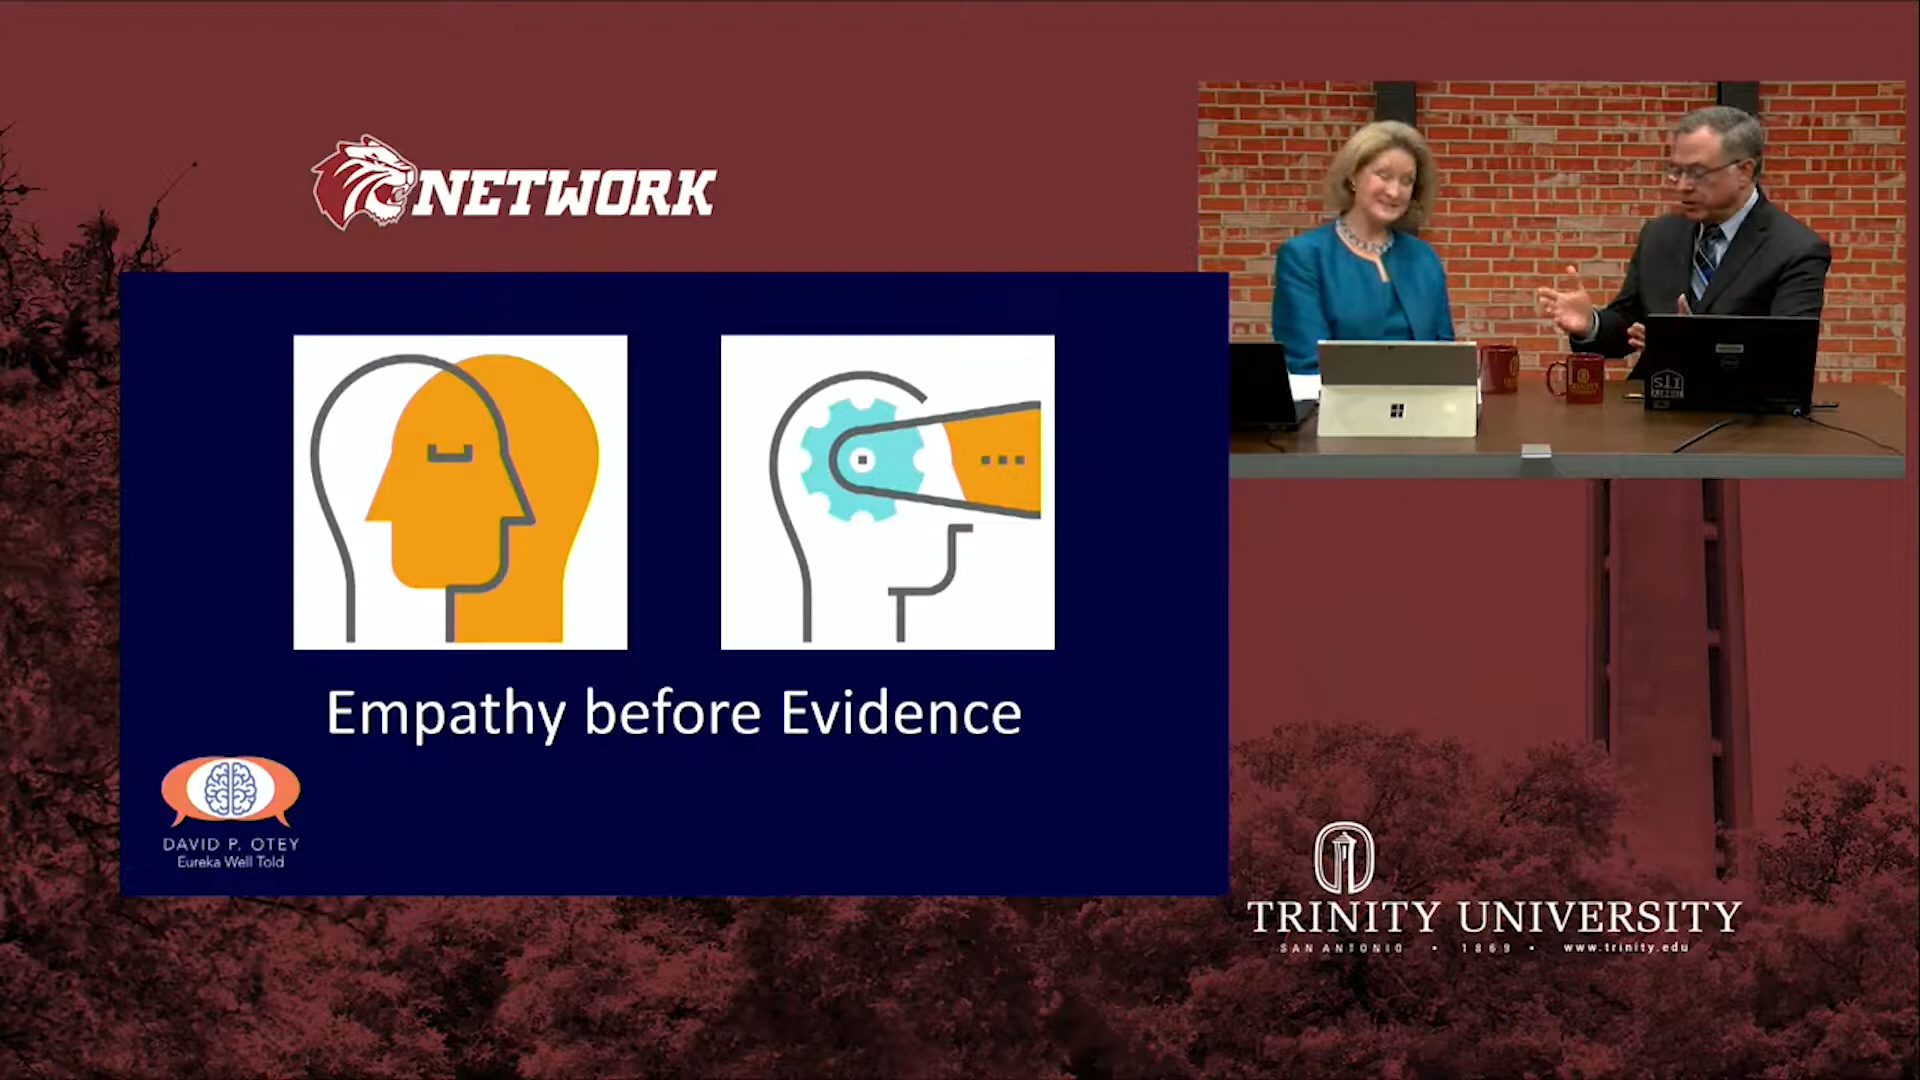 NETWORK
Empathy before Evidence
DAVID P. OTEY
Eureka Well Told
TRINITY UNIVERSITY
SAN ANTONIO • 1869 • www.trinity.edu